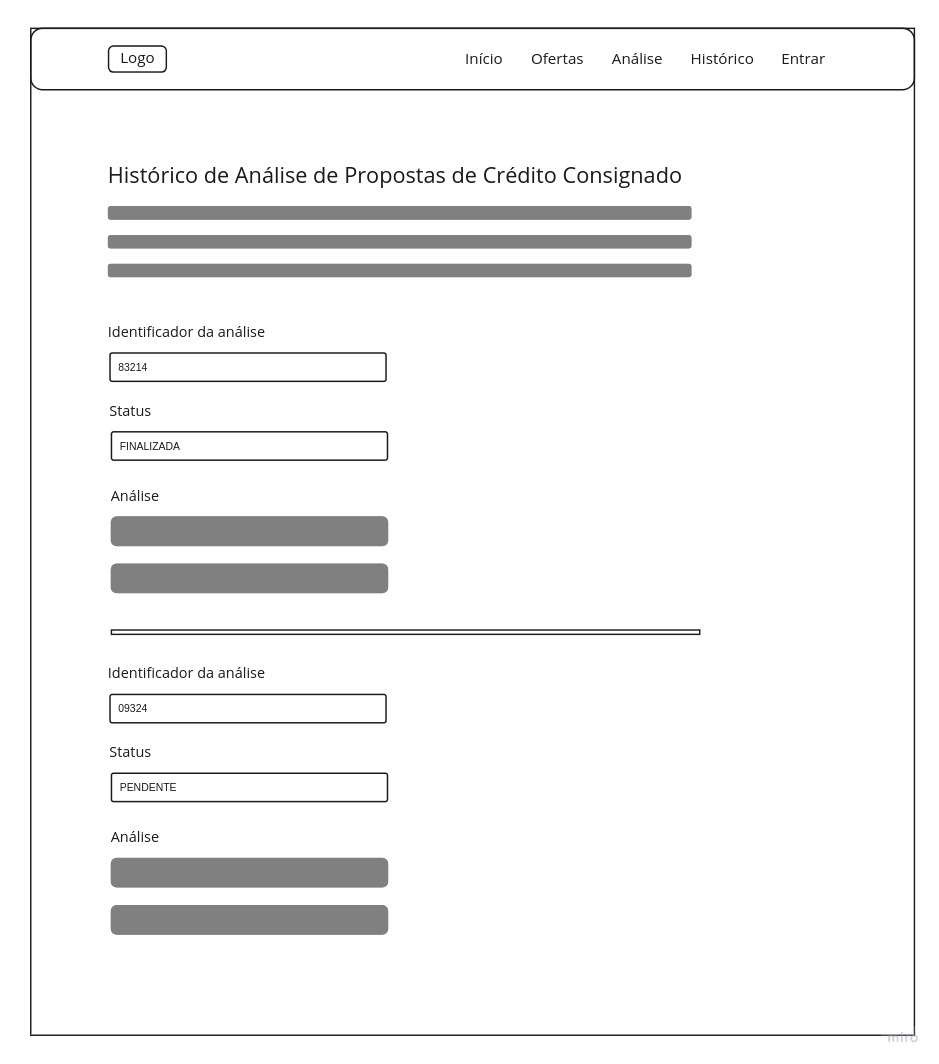 Logo
Início Ofertas Análise Histórico Entrar
Histórico de Análise de Propostas de Crédito Consignado
Identificador da análise
83214
Status
FINALIZADA
Análise
Identificador da análise
09324
Status
PENDENTE
Análise
miro